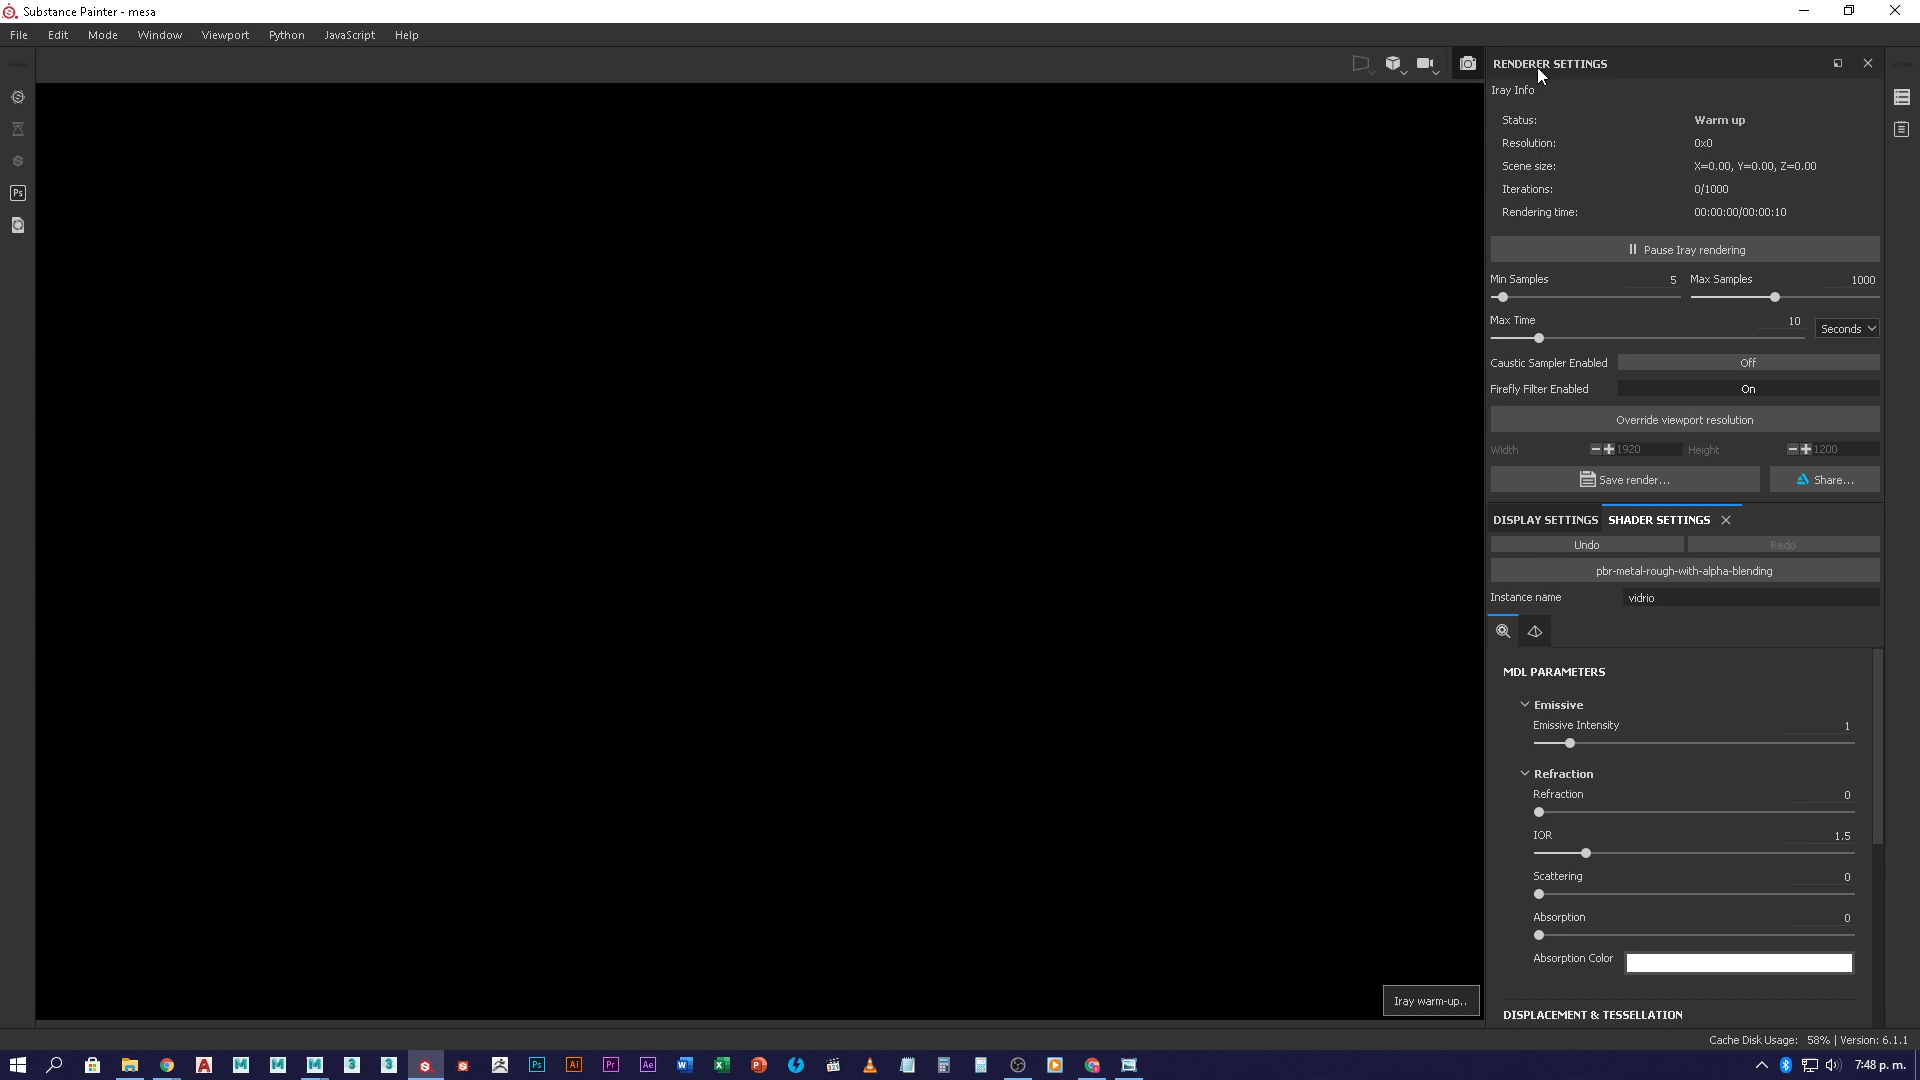 Substance Painter - mesa
File Edit Mode Window Viewport Python JavaScript Help
RENDERER SETTINGS
Iray Info
Status: Warm up
Resolution: 0x0
Scene size: X=0.00, Y=0.00, Z=0.00
Iterations: 0/1000
Rendering time: 00:00:00/00:00:10
Pause Iray rendering
Min Samples 5 Max Samples 1000
Max Time 10 Seconds
Caustic Sampler Enabled Off
Firefly Filter Enabled On
Override viewport resolution
Width 1920 Height 1200
Save render... Share...
DISPLAY SETTINGS SHADER SETTINGS
Undo Redo
pbr-metal-rough-with-alpha-blending
Instance name vidrio
MDL PARAMETERS
Emissive
Emissive Intensity 1
Refraction
Refraction 0
IOR 1.5
Scattering 0
Absorption 0
Absorption Color
Iray warm-up..
DISPLACEMENT & TESSELLATION
Cache Disk Usage: 58% | Version: 6.1.1
7:48 p. m.